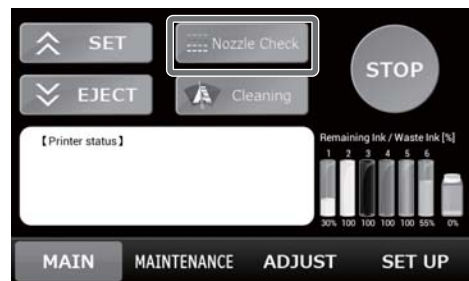 SET
Nozzle Check
STOP
EJECT
Cleaning
【Printer status】
Remaining Ink / Waste Ink [%]
1 2 3 4 5 6
30% 100 100 100 100 55% 0%
MAIN MAINTENANCE ADJUST SET UP